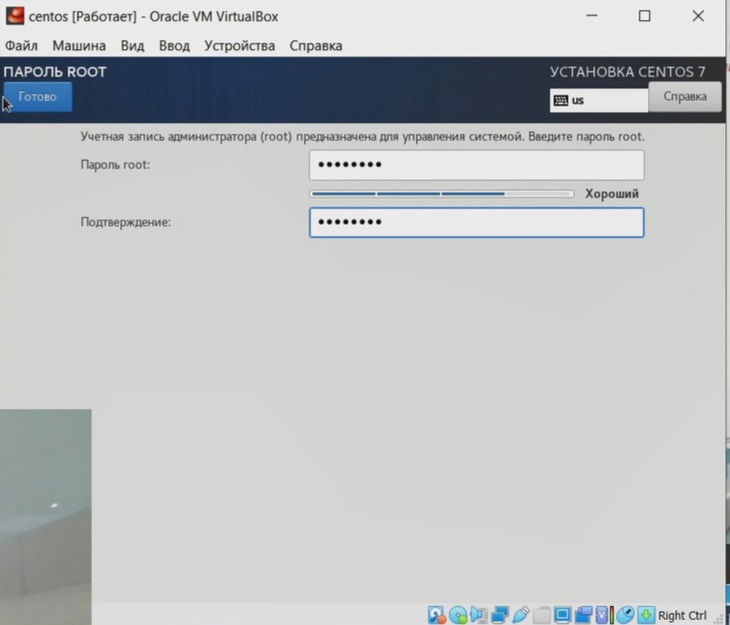 centos [Работает] - Oracle VM VirtualBox
Файл Машина Вид Ввод Устройства Справка
ПАРОЛЬ ROOT
УСТАНОВКА CENTOS 7
Готово
us
Справка
Учетная запись администратора (root) предназначена для управления системой. Введите пароль root.
Пароль root:
Хороший
Подтверждение:
Right Ctrl